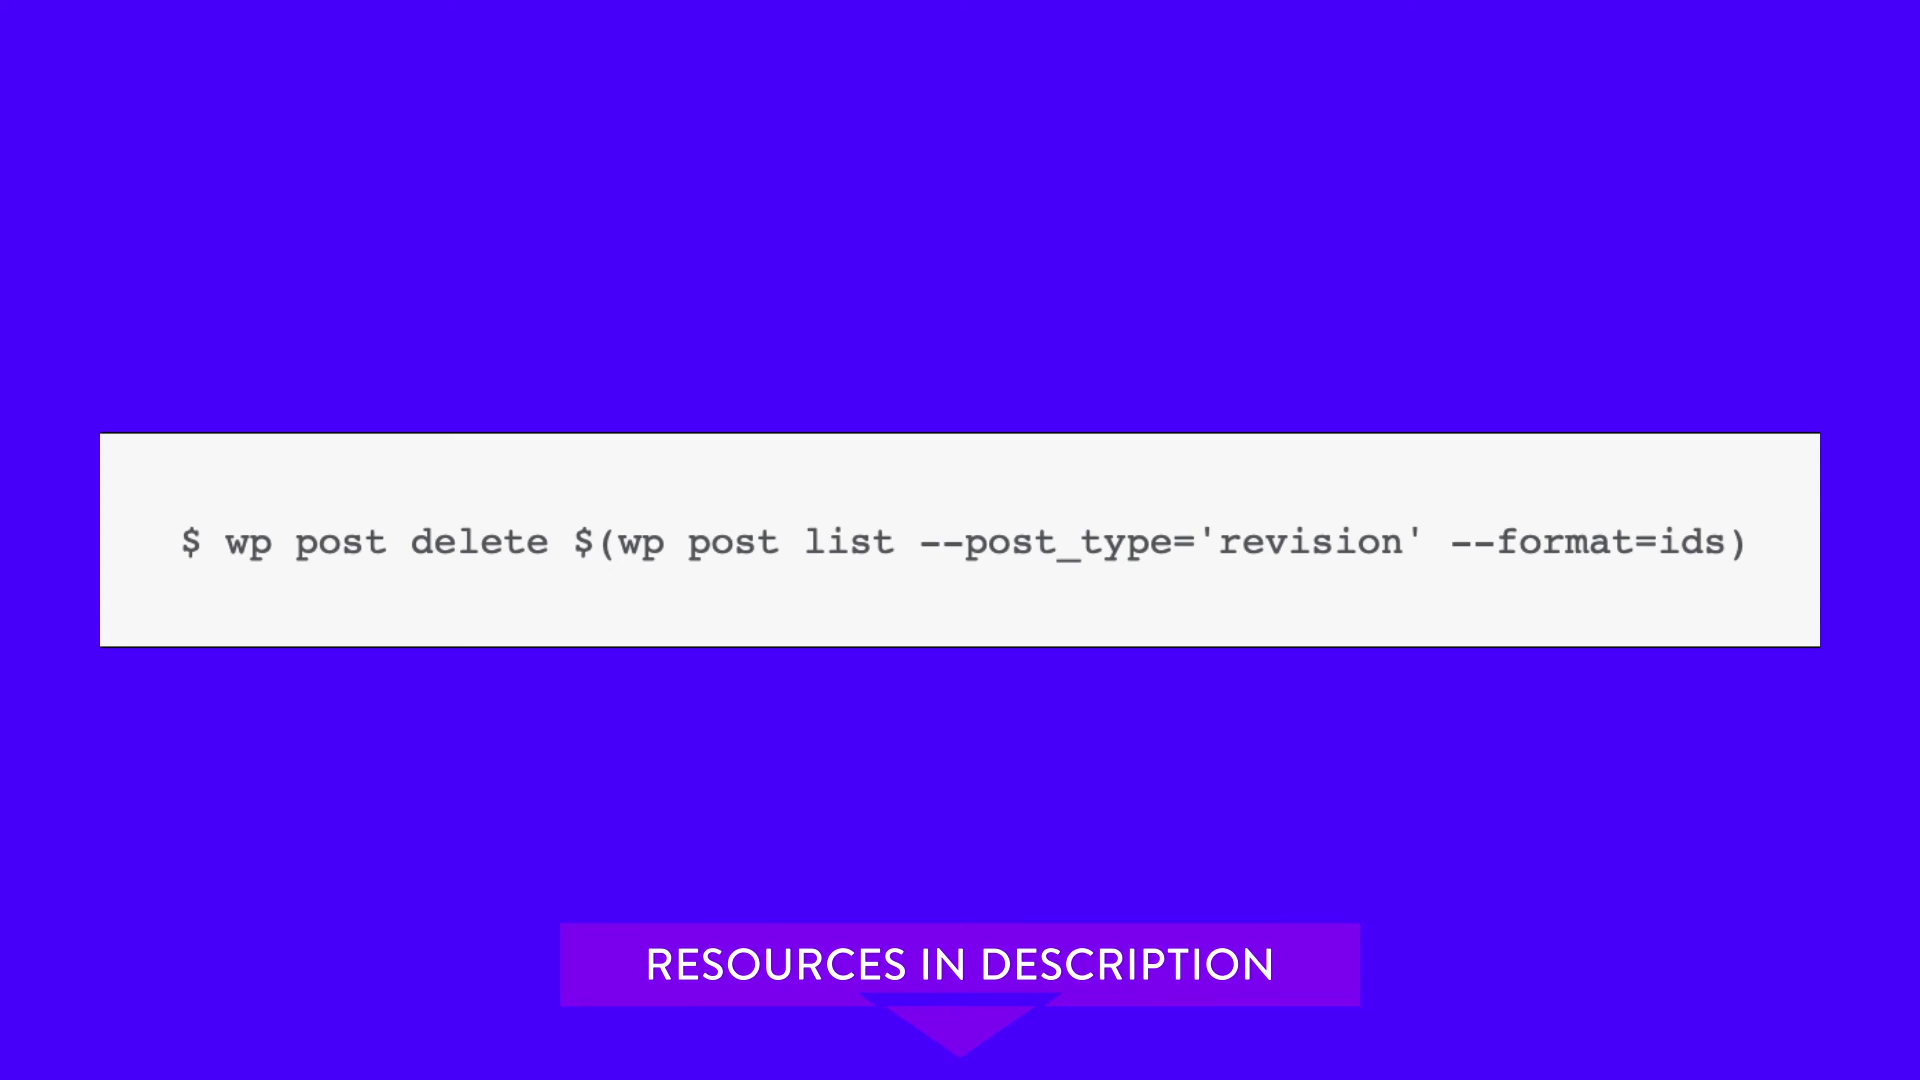 $ wp post delete $(wp post list --post_type='revision' --format=ids)
RESOURCES IN DESCRIPTION